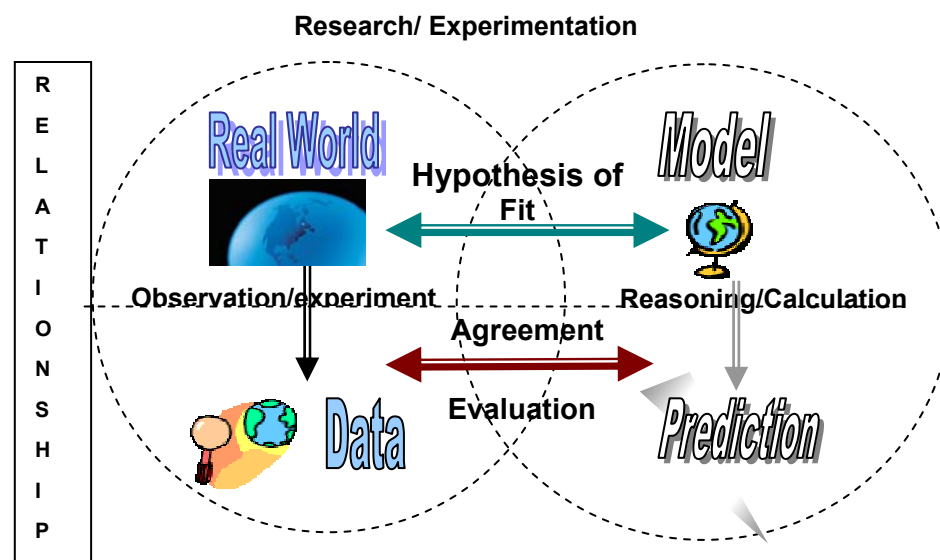 Research/ Experimentation
R
E
L
A
T
I
O
N
S
H
I
P
Real World
Model
Hypothesis of
Fit
Observation/experiment
Reasoning/Calculation
Agreement
Evaluation
Data
Prediction